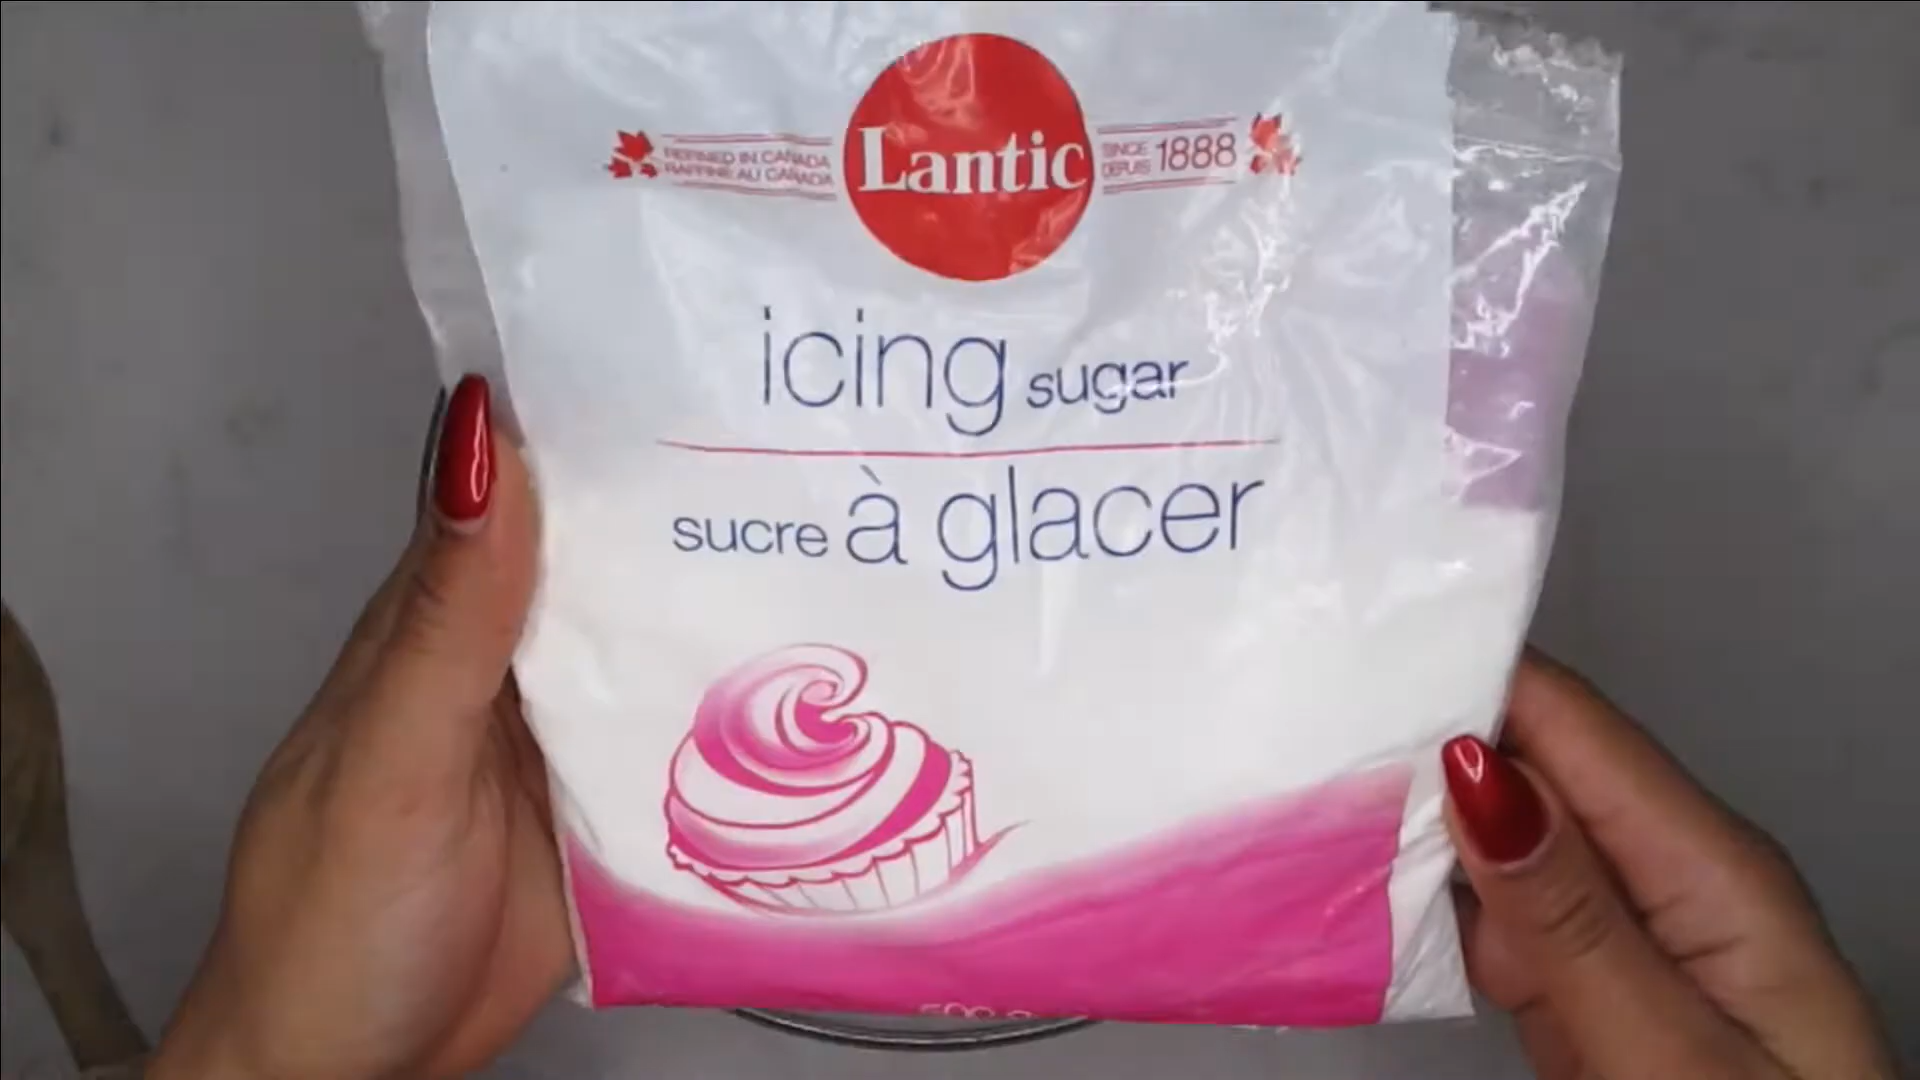 REFINED IN CANADA
RAFFINÉ AU CANADA
Lantic
SINCE
DEPUIS
1888
icing sugar
sucre à glacer